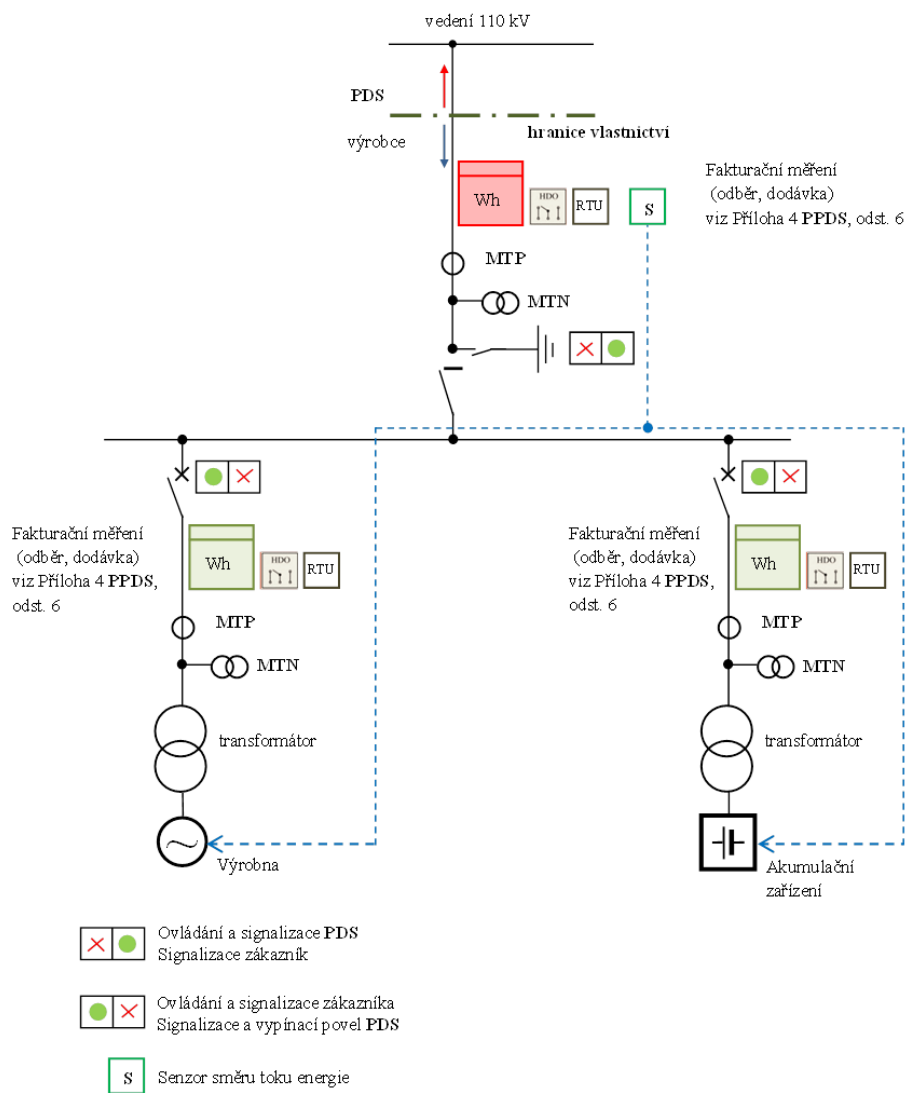 vedení 110 kV
PDS
hranice vlastnictví
výrobce
Fakturační měření
(odběr, dodávka)
viz Příloha 4 PPDS, odst. 6
Wh
HDO
RTU
S
MTP
MTN
Fakturační měření
(odběr, dodávka)
viz Příloha 4 PPDS,
odst. 6
Wh
HDO
RTU
MTP
MTN
transformátor
Výrobna
Fakturační měření
(odběr, dodávka)
viz Příloha 4 PPDS,
odst. 6
Wh
HDO
RTU
MTP
MTN
transformátor
Akumulační
zařízení
Ovládání a signalizace PDS
Signalizace zákazník
Ovládání a signalizace zákazníka
Signalizace a vypínací povel PDS
S
Senzor směru toku energie